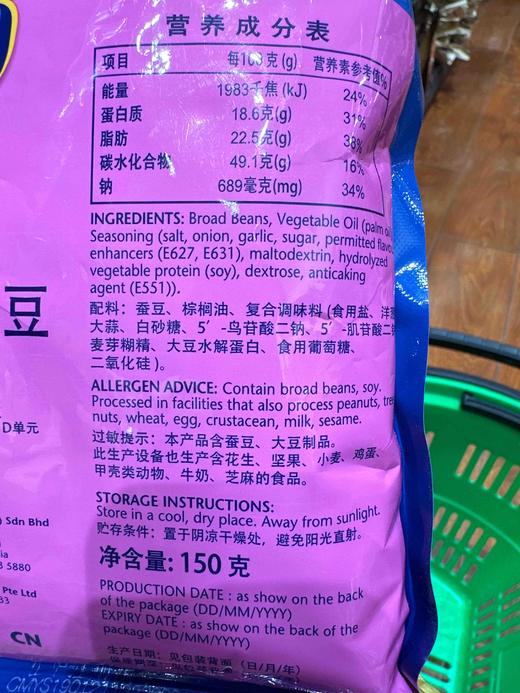 营养成分表
项目 每100克(g) 营养素参考值%
能量 1983千焦(kJ) 24%
蛋白质 18.6克(g) 31%
脂肪 22.5克(g) 38%
碳水化合物 49.1克(g) 16%
钠 689毫克(mg) 34%
INGREDIENTS: Broad Beans, Vegetable Oil (palm
Seasoning (salt, onion, garlic, sugar, permitted
enhancers (E627, E631), maltodextrin, hydrolyzed
vegetable protein (soy), dextrose, anticaking
agent (E551)).
豆
配料: 蚕豆、棕榈油、复合调味料(食用盐、洋
大蒜、白砂糖、5′-鸟苷酸二钠、5′-肌苷酸二
麦芽糊精、大豆水解蛋白、食用葡萄糖、
二氧化硅)。
ALLERGEN ADVICE: Contain broad beans, soy.
Processed in facilities that also process peanuts,
nuts, wheat, egg, crustacean, milk, sesame.
D单元
过敏提示: 本产品含蚕豆、大豆制品。
此生产设备也生产含花生、坚果、小麦、鸡蛋、
甲壳类动物、牛奶、芝麻的食品。
STORAGE INSTRUCTIONS:
Store in a cool, dry place. Away from sunlight.
) Sdn Bhd
贮存条件: 置于阴凉干燥处, 避免阳光直射。
5880
净含量: 150 克
Pte Ltd
33
PRODUCTION DATE : as show on the back
of the package (DD/MM/YYYY)
EXPIRY DATE : as show on the back of the
package (DD/MM/YYYY)
CN
生产日期: 见包装背面 (日/月/年)